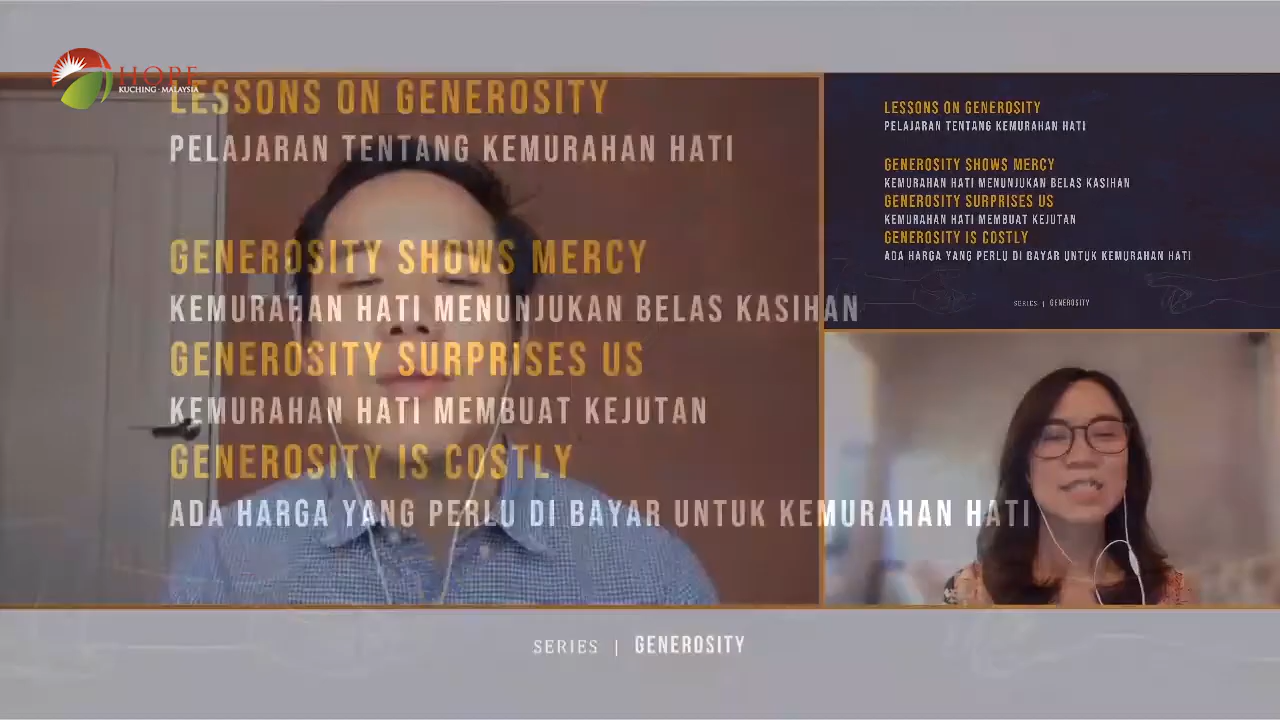 HOPE
KUCHING · MALAYSIA
LESSONS ON GENEROSITY
PELAJARAN TENTANG KEMURAHAN HATI
GENEROSITY SHOWS MERCY
KEMURAHAN HATI MENUNJUKAN BELAS KASIHAN
GENEROSITY SURPRISES US
KEMURAHAN HATI MEMBUAT KEJUTAN
GENEROSITY IS COSTLY
ADA HARGA YANG PERLU DI BAYAR UNTUK KEMURAHAN HATI
SERIES | GENEROSITY
LESSONS ON GENEROSITY
PELAJARAN TENTANG KEMURAHAN HATI
GENEROSITY SHOWS MERCY
KEMURAHAN HATI MENUNJUKAN BELAS KASIHAN
GENEROSITY SURPRISES US
KEMURAHAN HATI MEMBUAT KEJUTAN
GENEROSITY IS COSTLY
ADA HARGA YANG PERLU DI BAYAR UNTUK KEMURAHAN HATI
SERIES | GENEROSITY